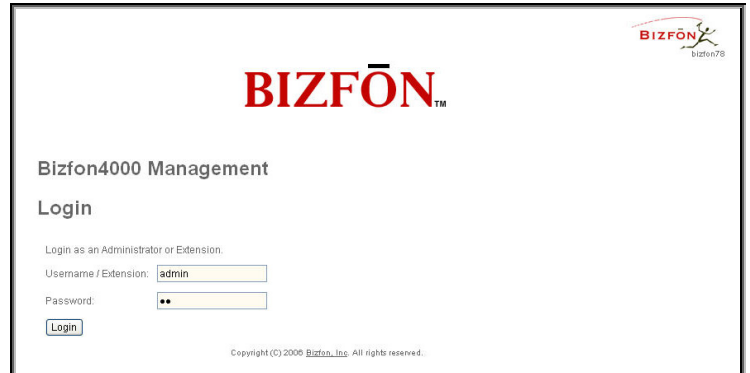 BIZFŌN
bizfon78
BIZFŌN™
Bizfon4000 Management
Login
Login as an Administrator or Extension.
Username / Extension: admin
Password: ●●
Login
Copyright (C) 2006 Bizfon, Inc. All rights reserved.